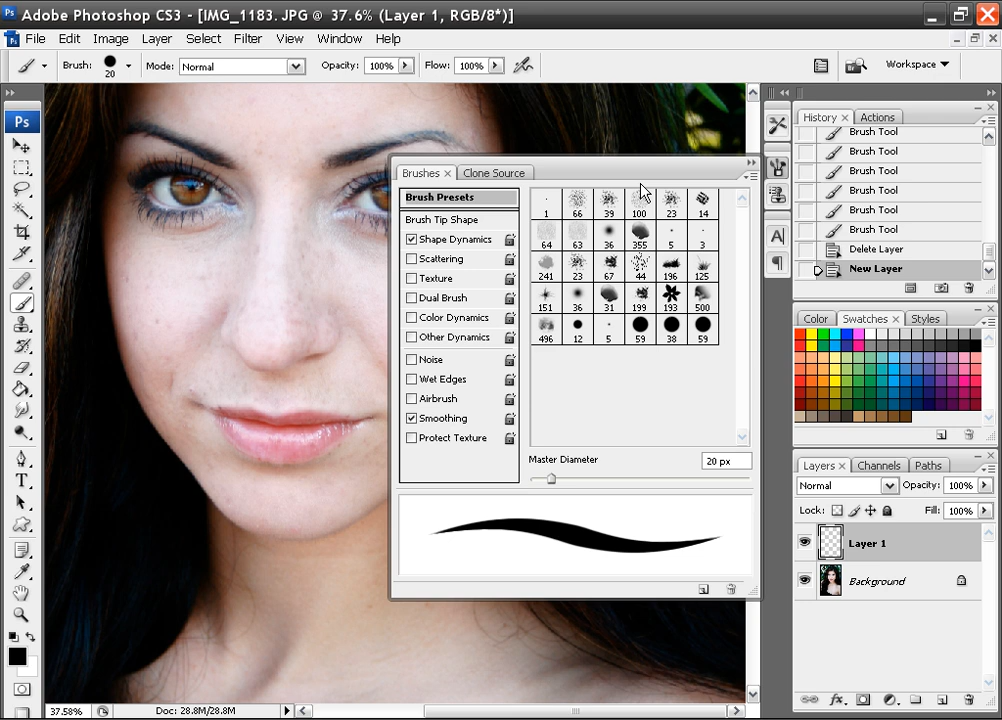 Ps Adobe Photoshop CS3 - [IMG_1183. JPG @ 37.6% (Layer 1, RGB/8*)]
Ps File Edit Image Layer Select Filter View Window Help
Brush: 20 Mode: Normal Opacity: 100% Flow: 100% Workspace
Ps
Brushes Clone Source
Brush Presets
Brush Tip Shape
Shape Dynamics
Scattering
Texture
Dual Brush
Color Dynamics
Other Dynamics
Noise
Wet Edges
Airbrush
Smoothing
Protect Texture
1 66 39 100 23 14
64 63 36 355 5 3
241 23 67 44 196 125
151 36 31 199 193 500
496 12 5 59 38 59
Master Diameter 20 px
History Actions
Brush Tool
Brush Tool
Brush Tool
Brush Tool
Brush Tool
Brush Tool
Delete Layer
New Layer
A
Color Swatches Styles
Layers Channels Paths
Normal Opacity: 100%
Lock: Fill: 100%
Layer 1
Background
T
37.58% Doc: 28.8M/28.8M